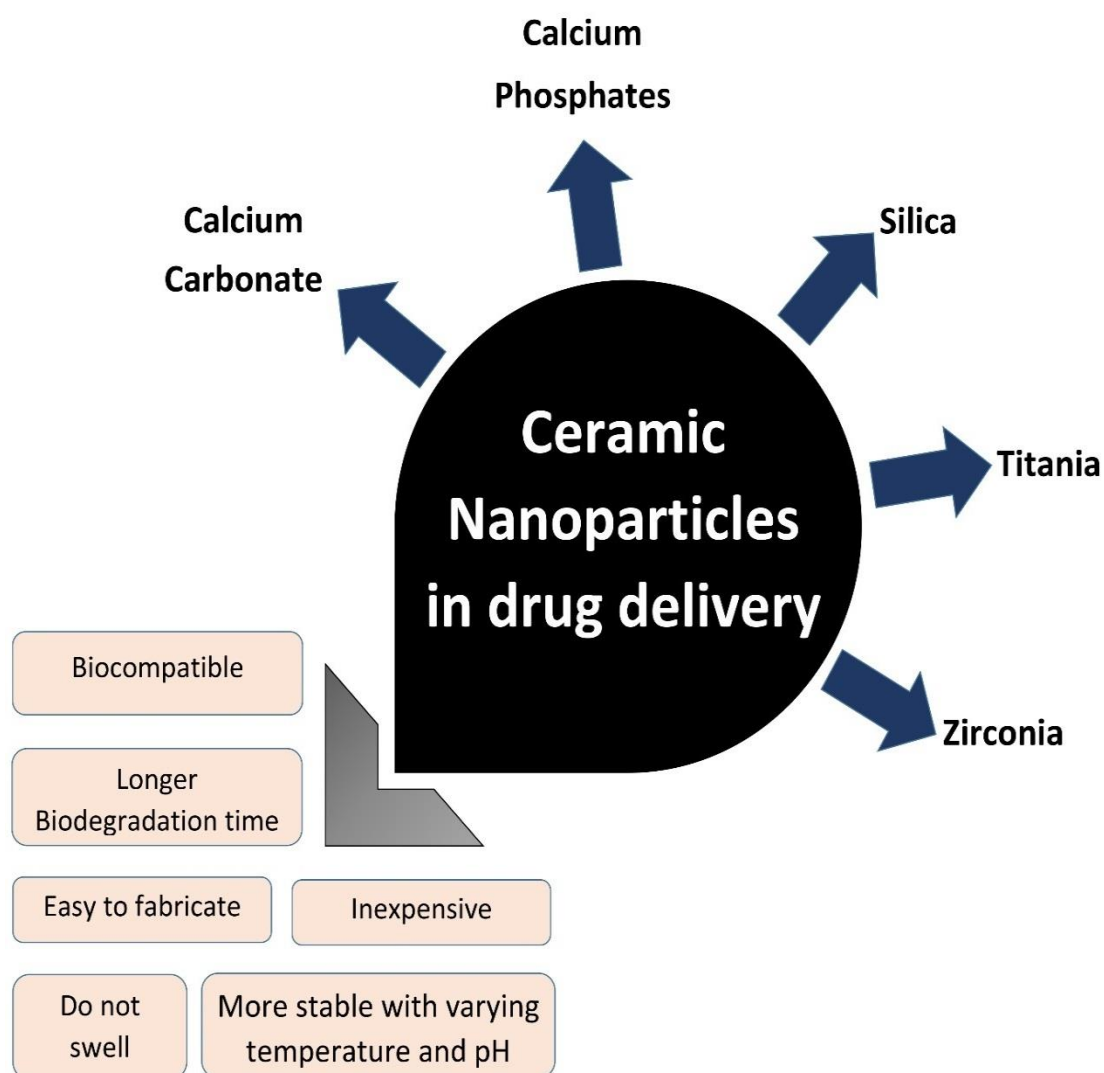 Calcium
Phosphates
Calcium
Carbonate
Silica
Titania
Zirconia
Ceramic
Nanoparticles
in drug delivery
Biocompatible
Longer
Biodegradation time
Easy to fabricate
Inexpensive
Do not
swell
More stable with varying
temperature and pH